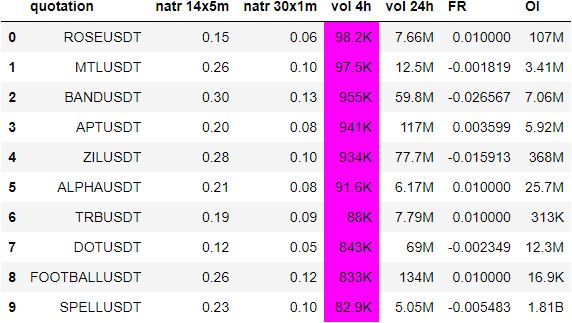 quotation natr 14x5m natr 30x1m vol 4h vol 24h FR OI
0 ROSEUSDT 0.15 0.06 98.2K 7.66M 0.010000 107M
1 MTLUSDT 0.26 0.10 97.5K 12.5M -0.001819 3.41M
2 BANDUSDT 0.30 0.13 955K 59.8M -0.026567 7.06M
3 APTUSDT 0.20 0.08 941K 117M 0.003599 5.92M
4 ZILUSDT 0.28 0.10 934K 77.7M -0.015913 368M
5 ALPHAUSDT 0.21 0.08 91.6K 6.17M 0.010000 25.7M
6 TRBUSDT 0.19 0.09 88K 7.79M 0.010000 313K
7 DOTUSDT 0.12 0.05 843K 69M -0.002349 12.3M
8 FOOTBALLUSDT 0.26 0.12 833K 134M 0.010000 16.9K
9 SPELLUSDT 0.23 0.10 82.9K 5.05M -0.005483 1.81B